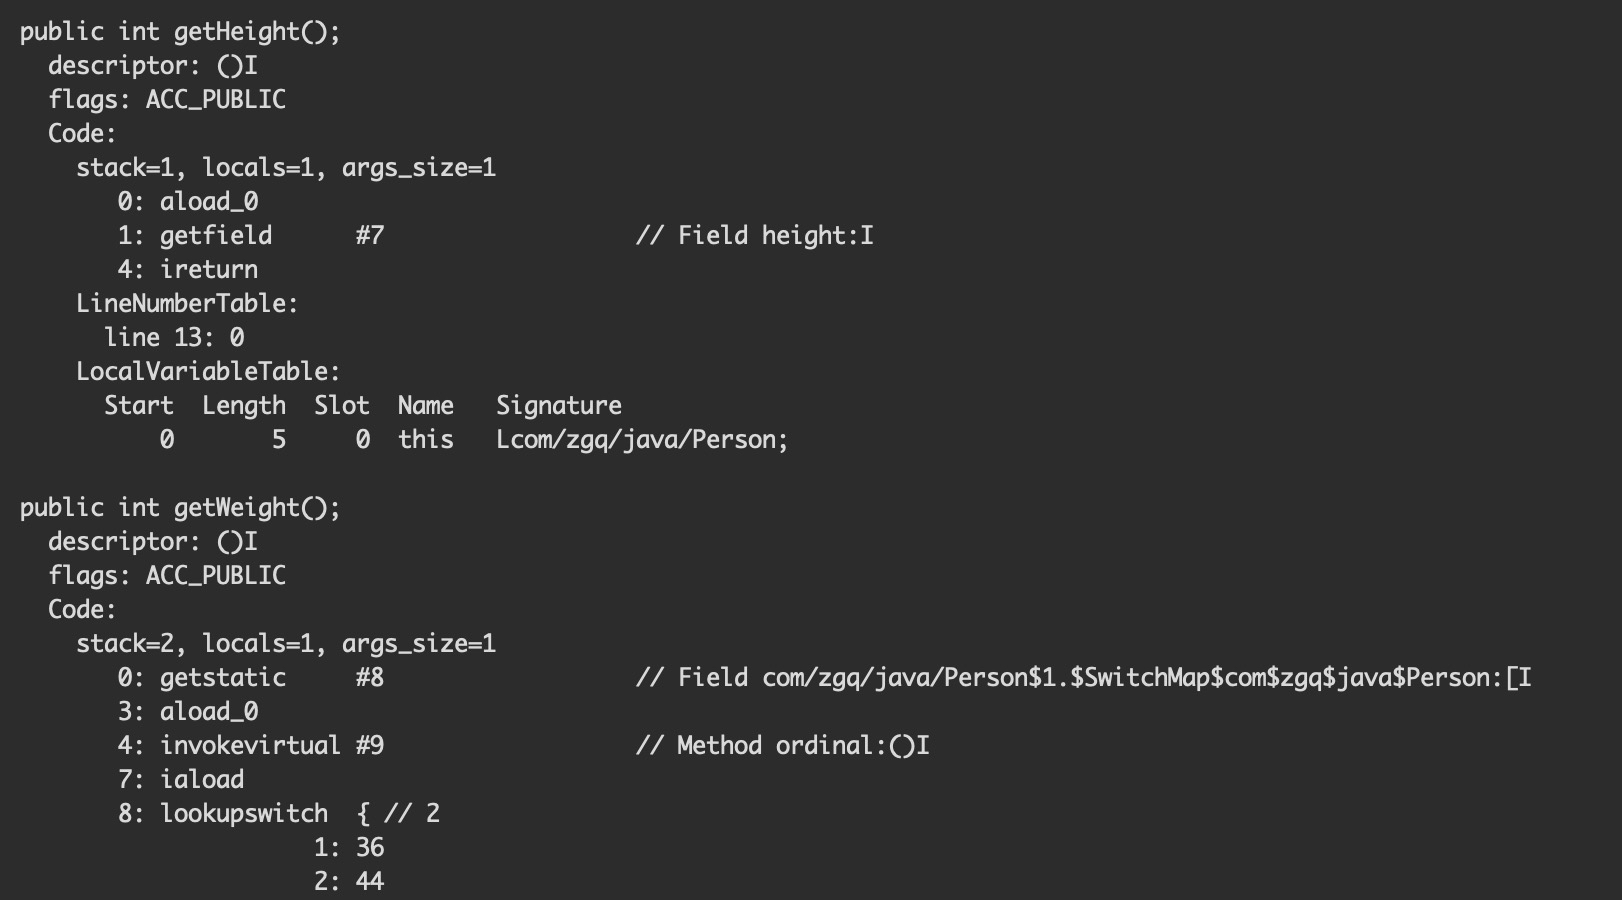 public int getHeight();
  descriptor: ()I
  flags: ACC_PUBLIC
  Code:
    stack=1, locals=1, args_size=1
       0: aload_0
       1: getfield      #7                  // Field height:I
       4: ireturn
    LineNumberTable:
      line 13: 0
    LocalVariableTable:
      Start  Length  Slot  Name   Signature
          0       5     0  this   Lcom/zgq/java/Person;

public int getWeight();
  descriptor: ()I
  flags: ACC_PUBLIC
  Code:
    stack=2, locals=1, args_size=1
       0: getstatic     #8                  // Field com/zgq/java/Person$1.$SwitchMap$com$zgq$java$Person:[I
       3: aload_0
       4: invokevirtual #9                  // Method ordinal:()I
       7: iaload
       8: lookupswitch  { // 2
                     1: 36
                     2: 44